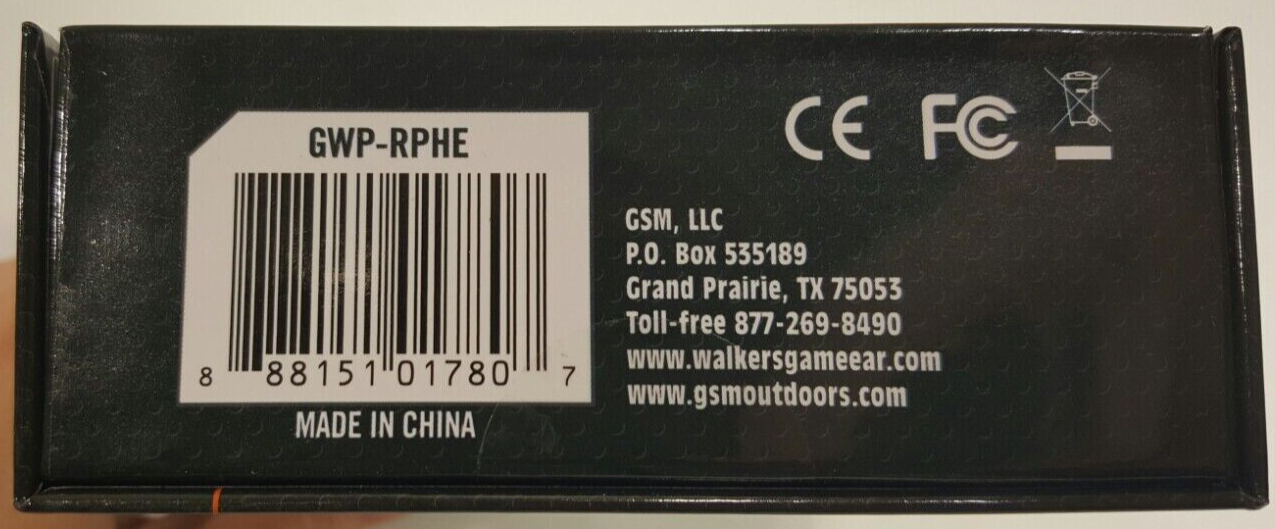 GWP-RPHE
8 88151 01780 7
MADE IN CHINA
CE FC
GSM, LLC
P.O. Box 535189
Grand Prairie, TX 75053
Toll-free 877-269-8490
www.walkersgameear.com
www.gsmoutdoors.com